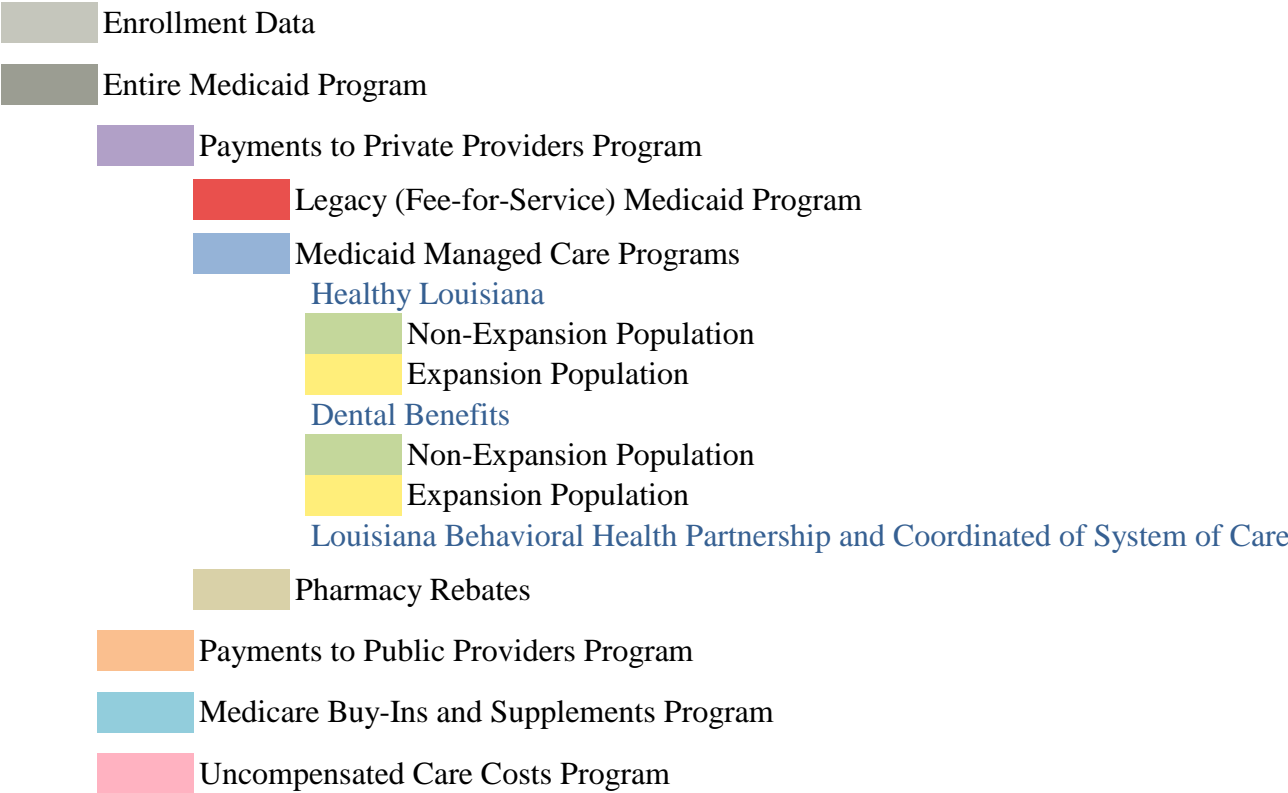 Enrollment Data
Entire Medicaid Program
Payments to Private Providers Program
Legacy (Fee-for-Service) Medicaid Program
Medicaid Managed Care Programs
Healthy Louisiana
Non-Expansion Population
Expansion Population
Dental Benefits
Non-Expansion Population
Expansion Population
Louisiana Behavioral Health Partnership and Coordinated of System of Care
Pharmacy Rebates
Payments to Public Providers Program
Medicare Buy-Ins and Supplements Program
Uncompensated Care Costs Program